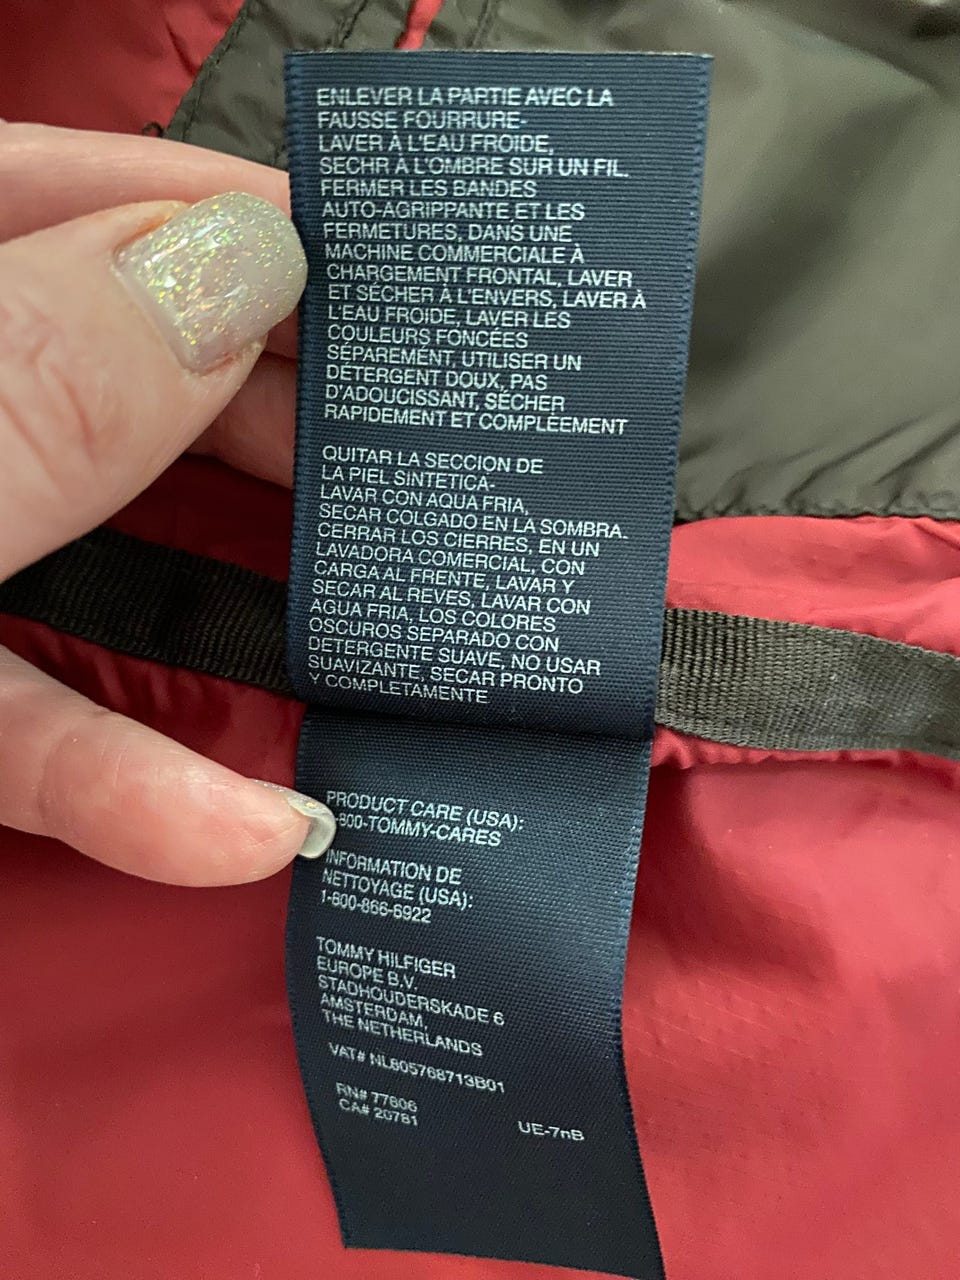 ENLEVER LA PARTIE AVEC LA
FAUSSE FOURRURE-
LAVER À L'EAU FROIDE,
SECHR À L'OMBRE SUR UN FIL.
FERMER LES BANDES
AUTO-AGRIPPANTE ET LES
FERMETURES, DANS UNE
MACHINE COMMERCIALE À
CHARGEMENT FRONTAL, LAVER
ET SÉCHER À L'ENVERS, LAVER À
L'EAU FROIDE, LAVER LES
COULEURS FONCÉES
SÉPAREMENT, UTILISER UN
DÉTERGENT DOUX, PAS
D'ADOUCISSANT, SÉCHER
RAPIDEMENT ET COMPLÈEMENT
QUITAR LA SECCION DE
LA PIEL SINTETICA-
LAVAR CON AQUA FRIA,
SECAR COLGADO EN LA SOMBRA.
CERRAR LOS CIERRES, EN UN
LAVADORA COMERCIAL, CON
CARGA AL FRENTE, LAVAR Y
SECAR AL REVES, LAVAR CON
AGUA FRIA, LOS COLORES
OSCUROS SEPARADO CON
DETERGENTE SUAVE, NO USAR
SUAVIZANTE, SECAR PRONTO
Y COMPLETAMENTE
PRODUCT CARE (USA):
-800-TOMMY-CARES
INFORMATION DE
NETTOYAGE (USA):
1-800-866-6922
TOMMY HILFIGER
EUROPE B.V.
STADHOUDERSKADE 6
AMSTERDAM,
THE NETHERLANDS
VAT# NL805768713B01
RN# 77806
CA# 20781
UE-7nB